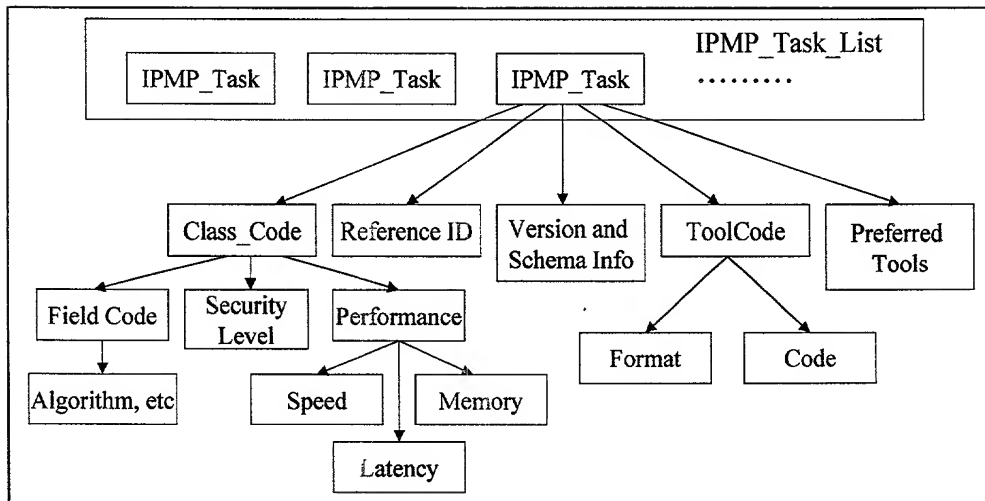 IPMP_Task_List
IPMP_Task
IPMP_Task
IPMP_Task
.........
Class_Code
Reference ID
Version and
Schema Info
ToolCode
Preferred
Tools
Field Code
Security
Level
Performance
Format
Code
Algorithm, etc
Speed
Memory
Latency